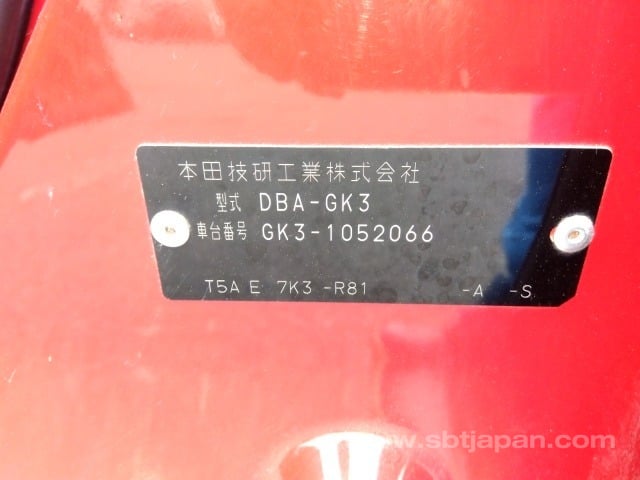 本田技研工業株式会社
型式 DBA-GK3
車台番号 GK3-1052066
T5A E 7K3 -R81 -A -S
www.sbtjapan.com